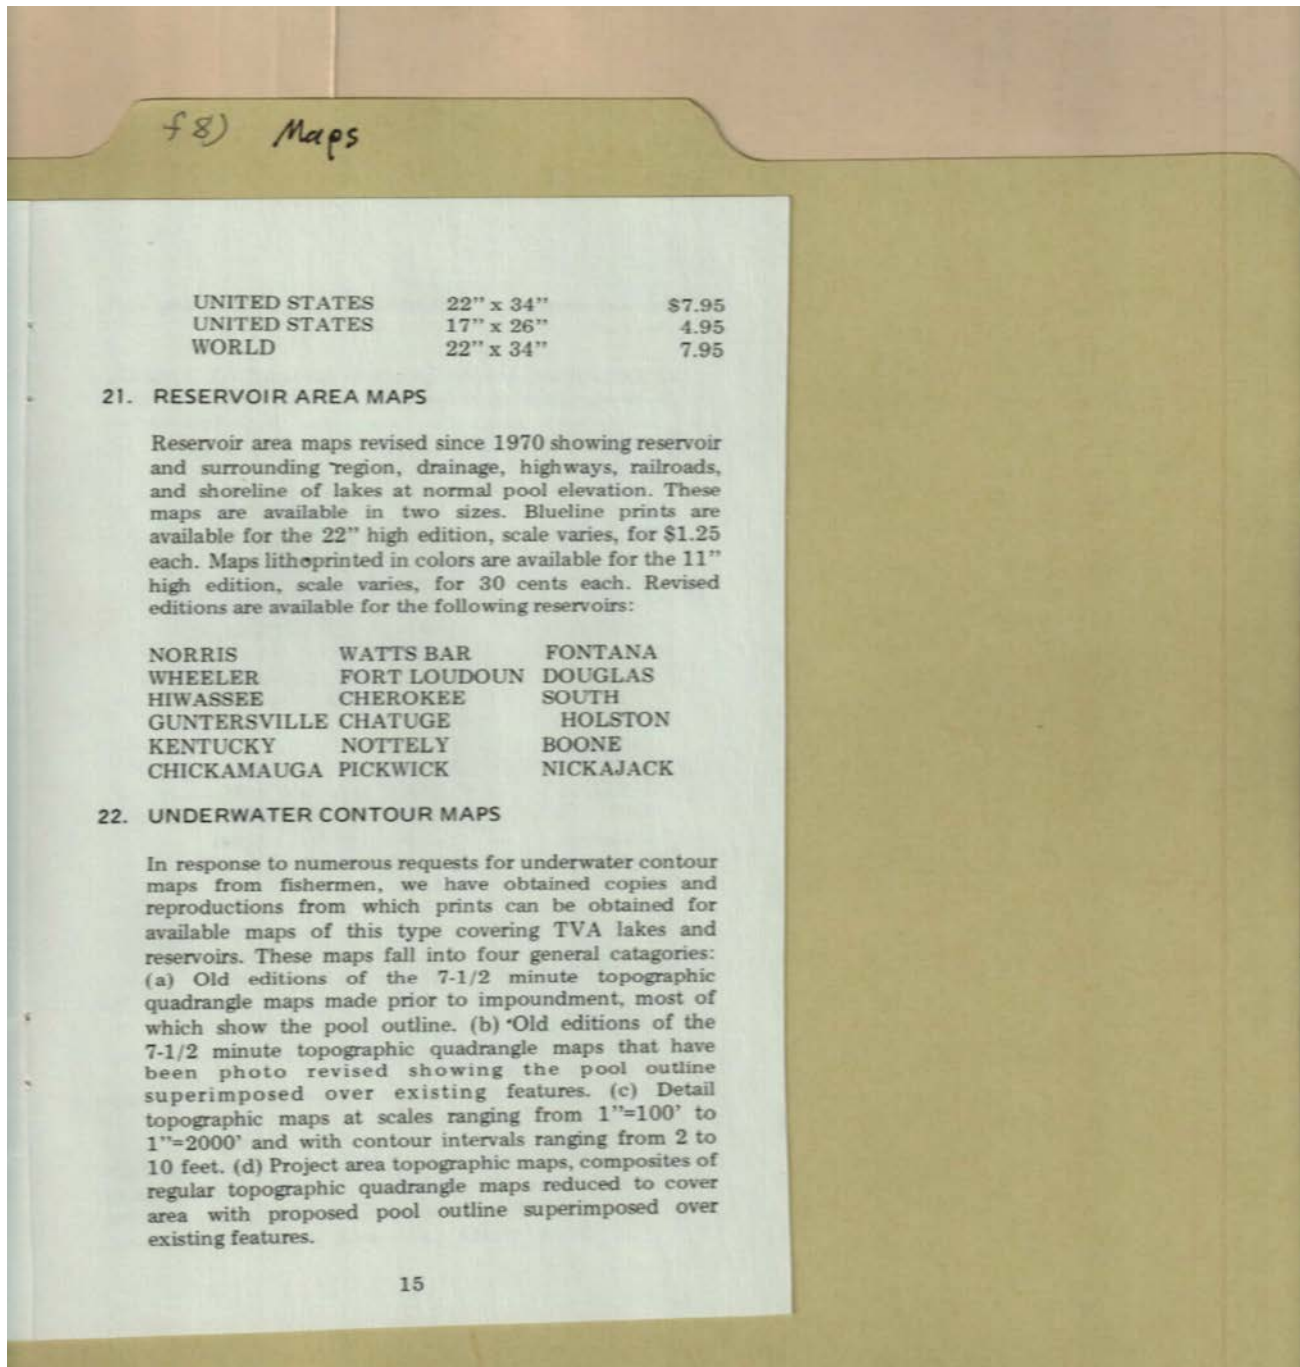 f 8) Maps
UNITED STATES 22" x 34" $7.95
UNITED STATES 17" x 26" 4.95
WORLD 22" x 34" 7.95
21. RESERVOIR AREA MAPS
Reservoir area maps revised since 1970 showing reservoir
and surrounding region, drainage, highways, railroads,
and shoreline of lakes at normal pool elevation. These
maps are available in two sizes. Blueline prints are
available for the 22" high edition, scale varies, for $1.25
each. Maps lithoprinted in colors are available for the 11"
high edition, scale varies, for 30 cents each. Revised
editions are available for the following reservoirs:
NORRIS WATTS BAR FONTANA
WHEELER FORT LOUDOUN DOUGLAS
HIWASSEE CHEROKEE SOUTH
GUNTERSVILLE CHATUGE HOLSTON
KENTUCKY NOTTELY BOONE
CHICKAMAUGA PICKWICK NICKAJACK
22. UNDERWATER CONTOUR MAPS
In response to numerous requests for underwater contour
maps from fishermen, we have obtained copies and
reproductions from which prints can be obtained for
available maps of this type covering TVA lakes and
reservoirs. These maps fall into four general catagories:
(a) Old editions of the 7-1/2 minute topographic
quadrangle maps made prior to impoundment, most of
which show the pool outline. (b) Old editions of the
7-1/2 minute topographic quadrangle maps that have
been photo revised showing the pool outline
superimposed over existing features. (c) Detail
topographic maps at scales ranging from 1"=100' to
1"=2000' and with contour intervals ranging from 2 to
10 feet. (d) Project area topographic maps, composites of
regular topographic quadrangle maps reduced to cover
area with proposed pool outline superimposed over
existing features.
15